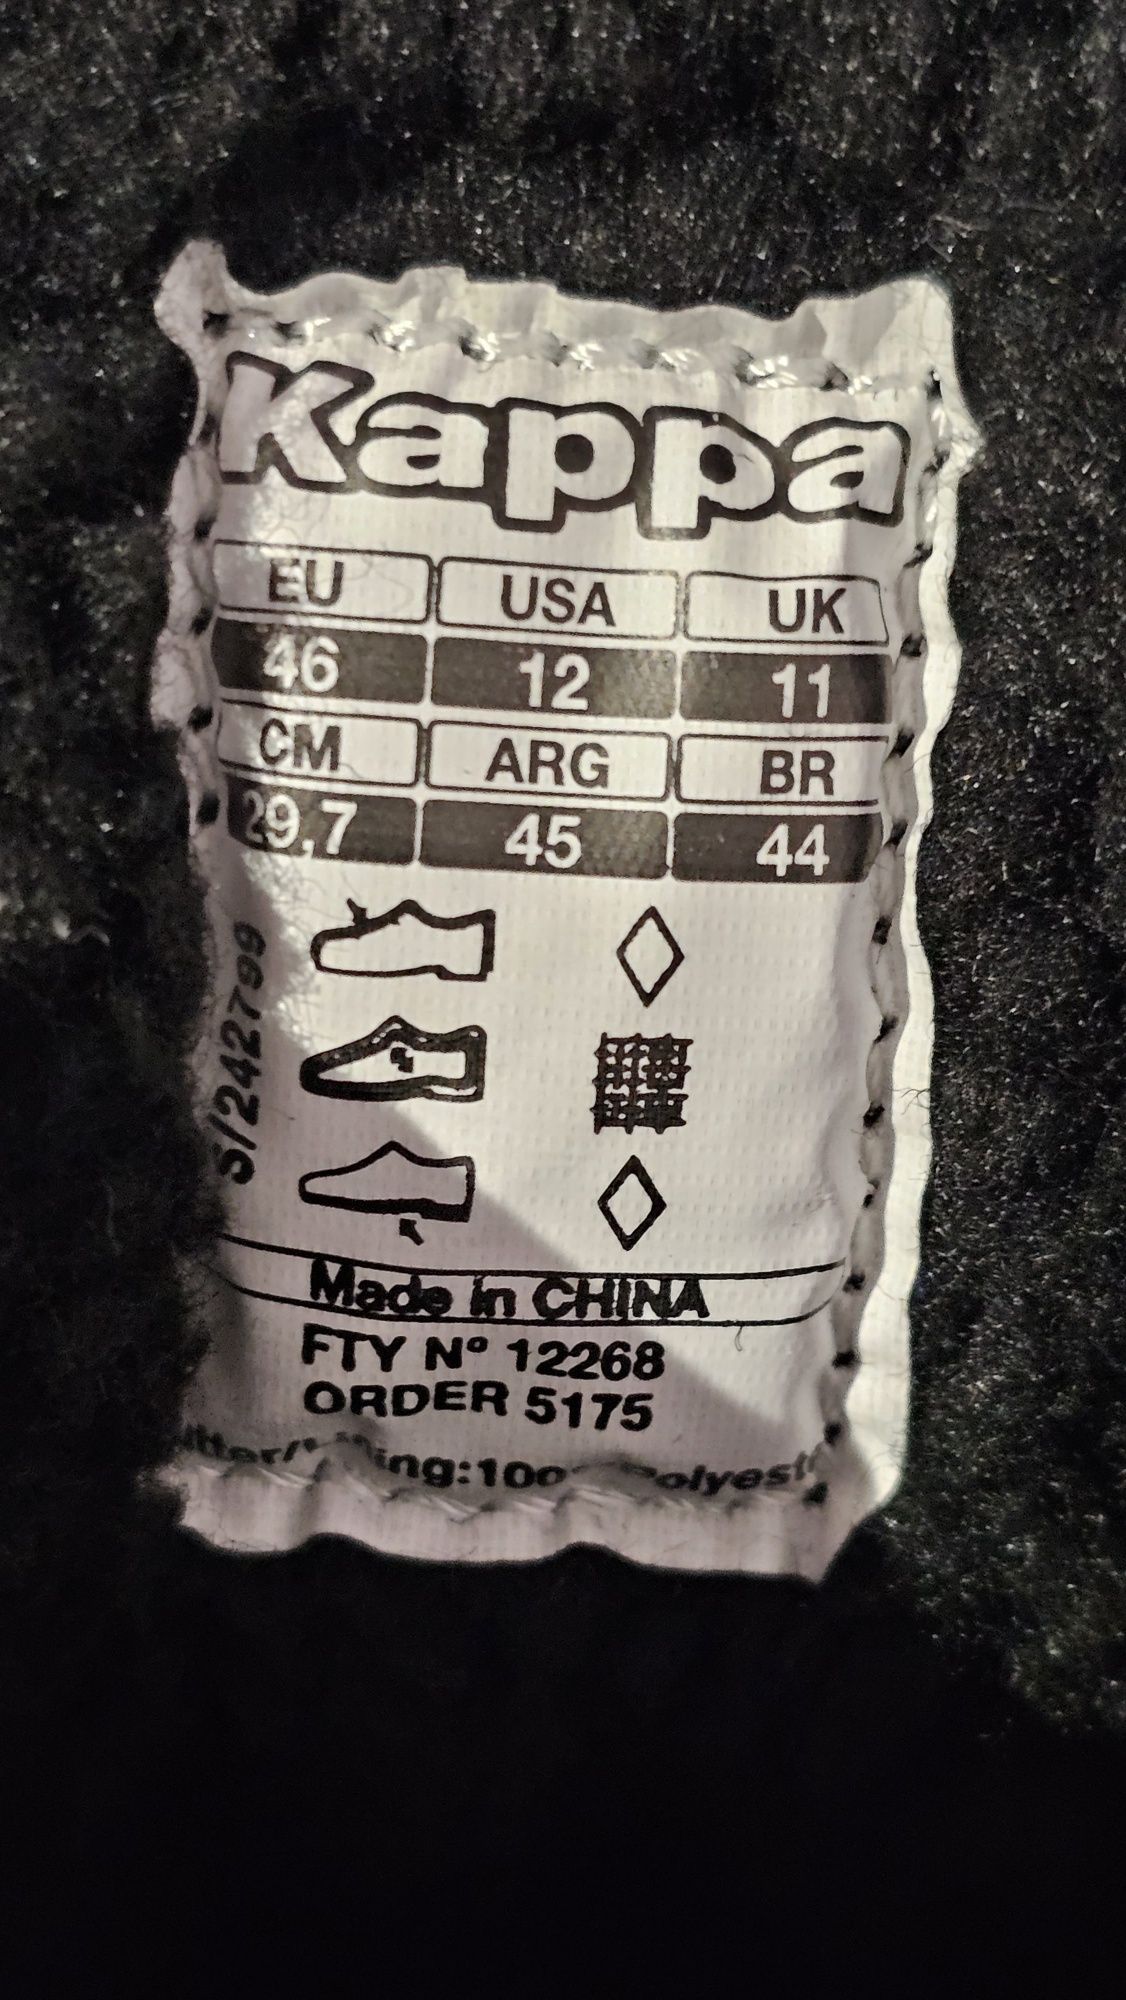 Kappa
EU USA UK
46 12 11
CM ARG BR
29,7 45 44
S/242799
Made in CHINA
FTY Nº 12268
ORDER 5175